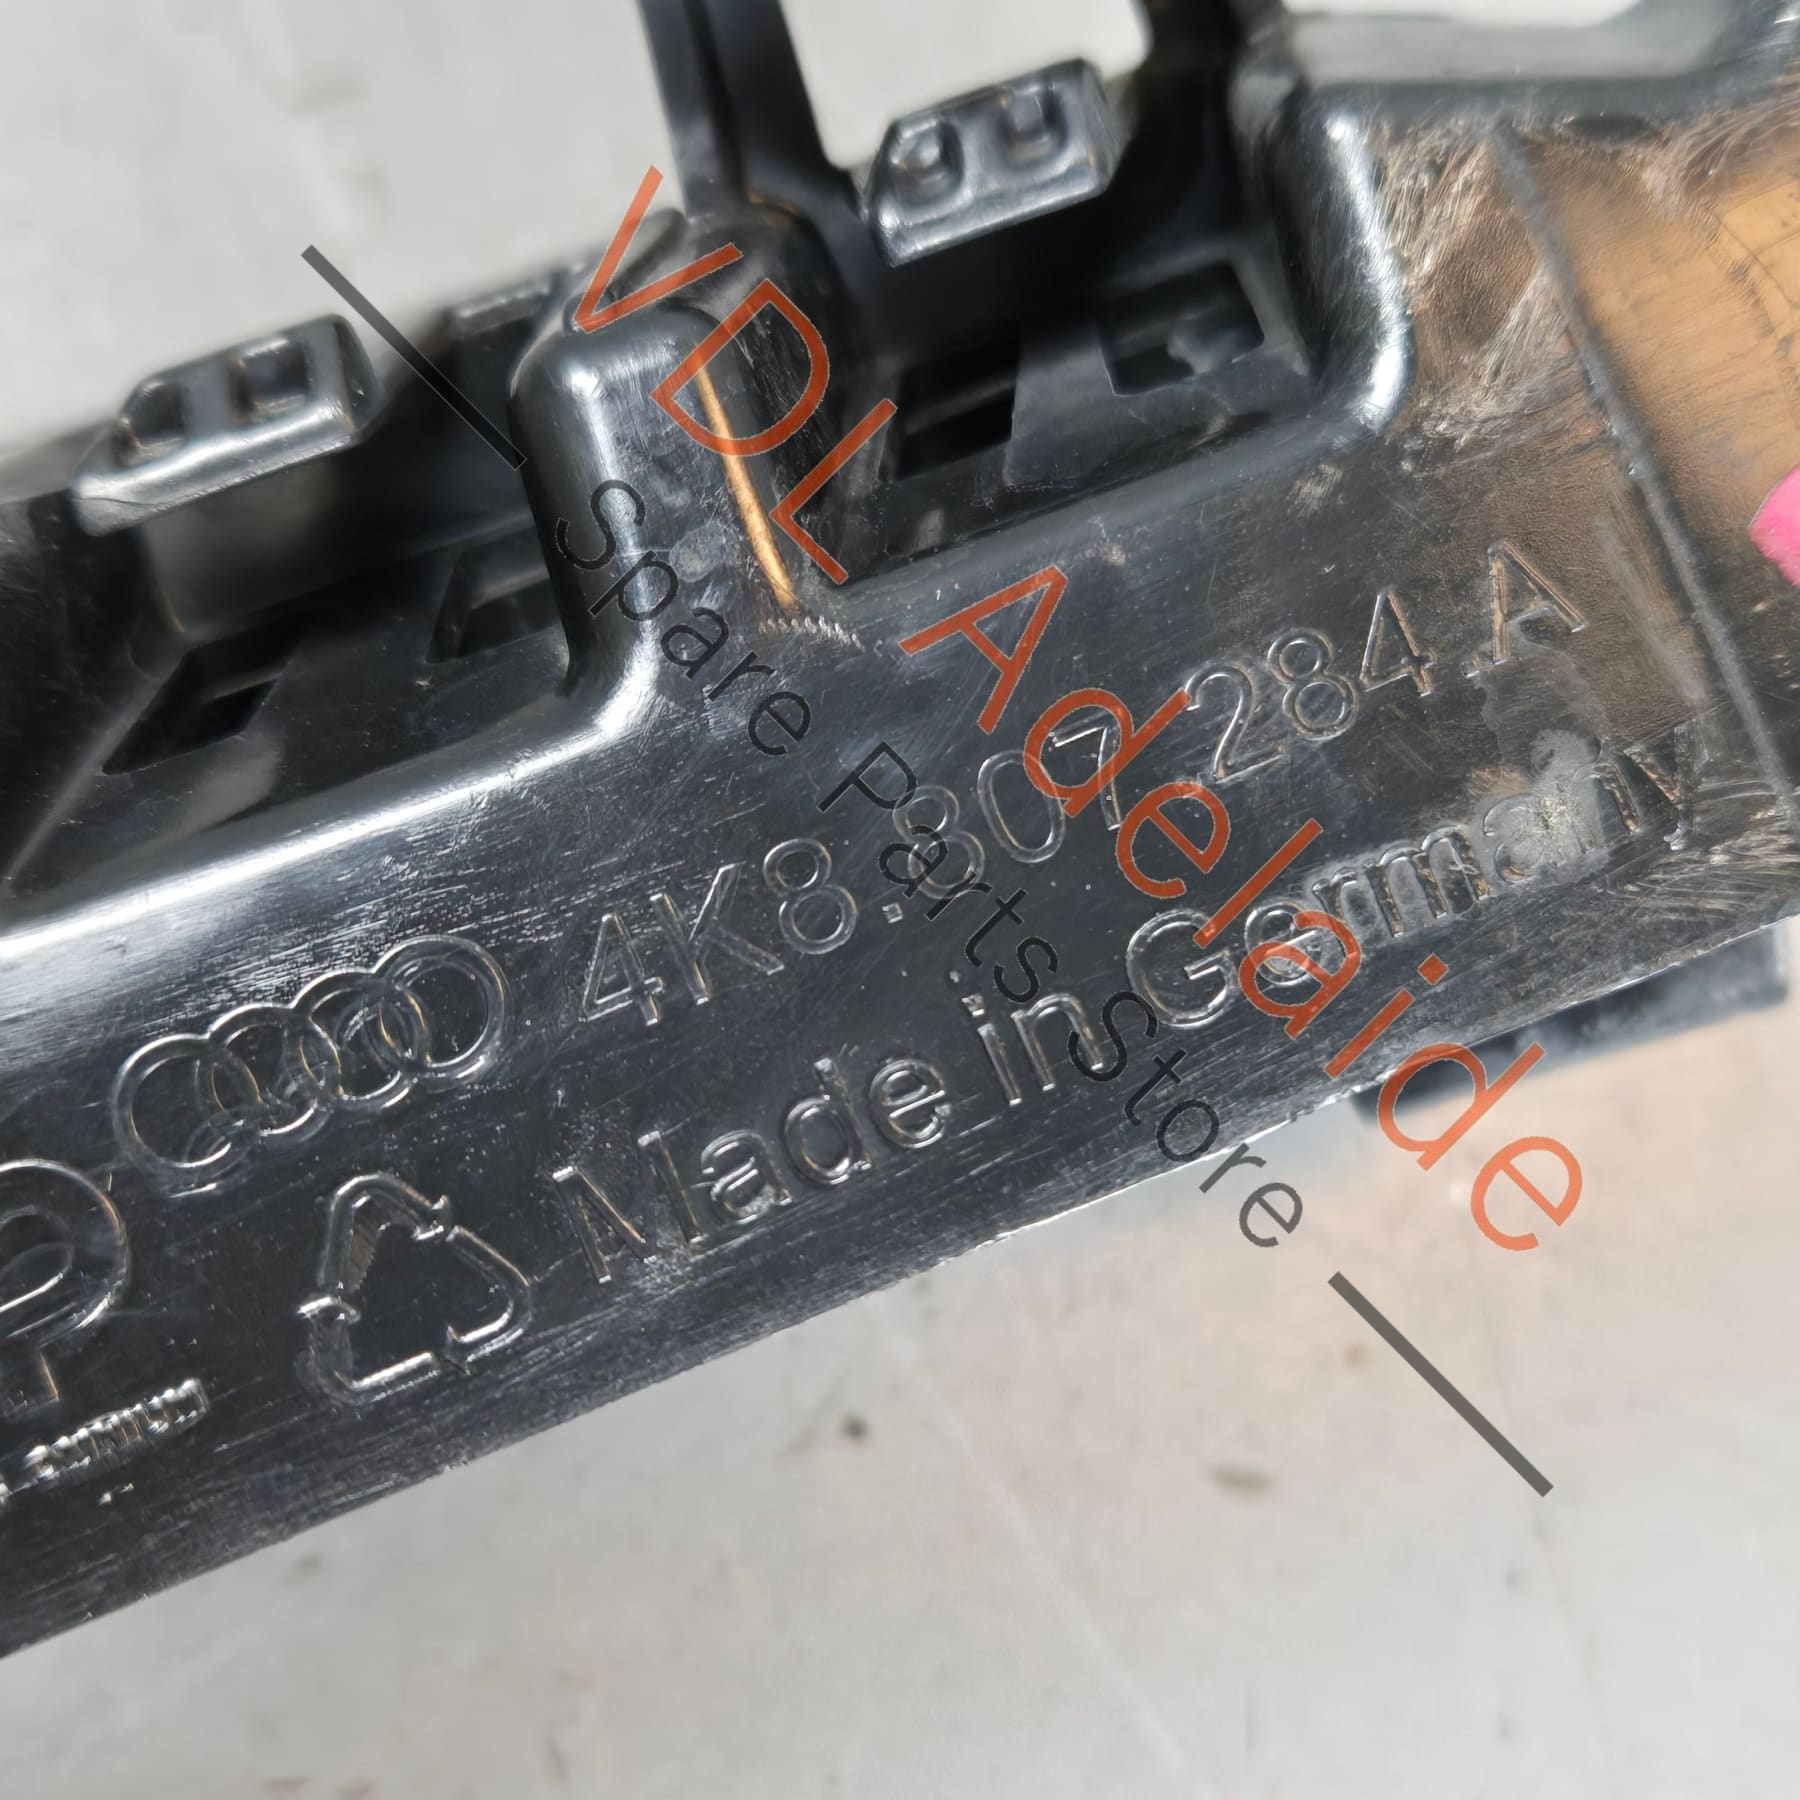 VDL Adelaide
Spare Parts Store
4K8.807.284.A
Made in Germany